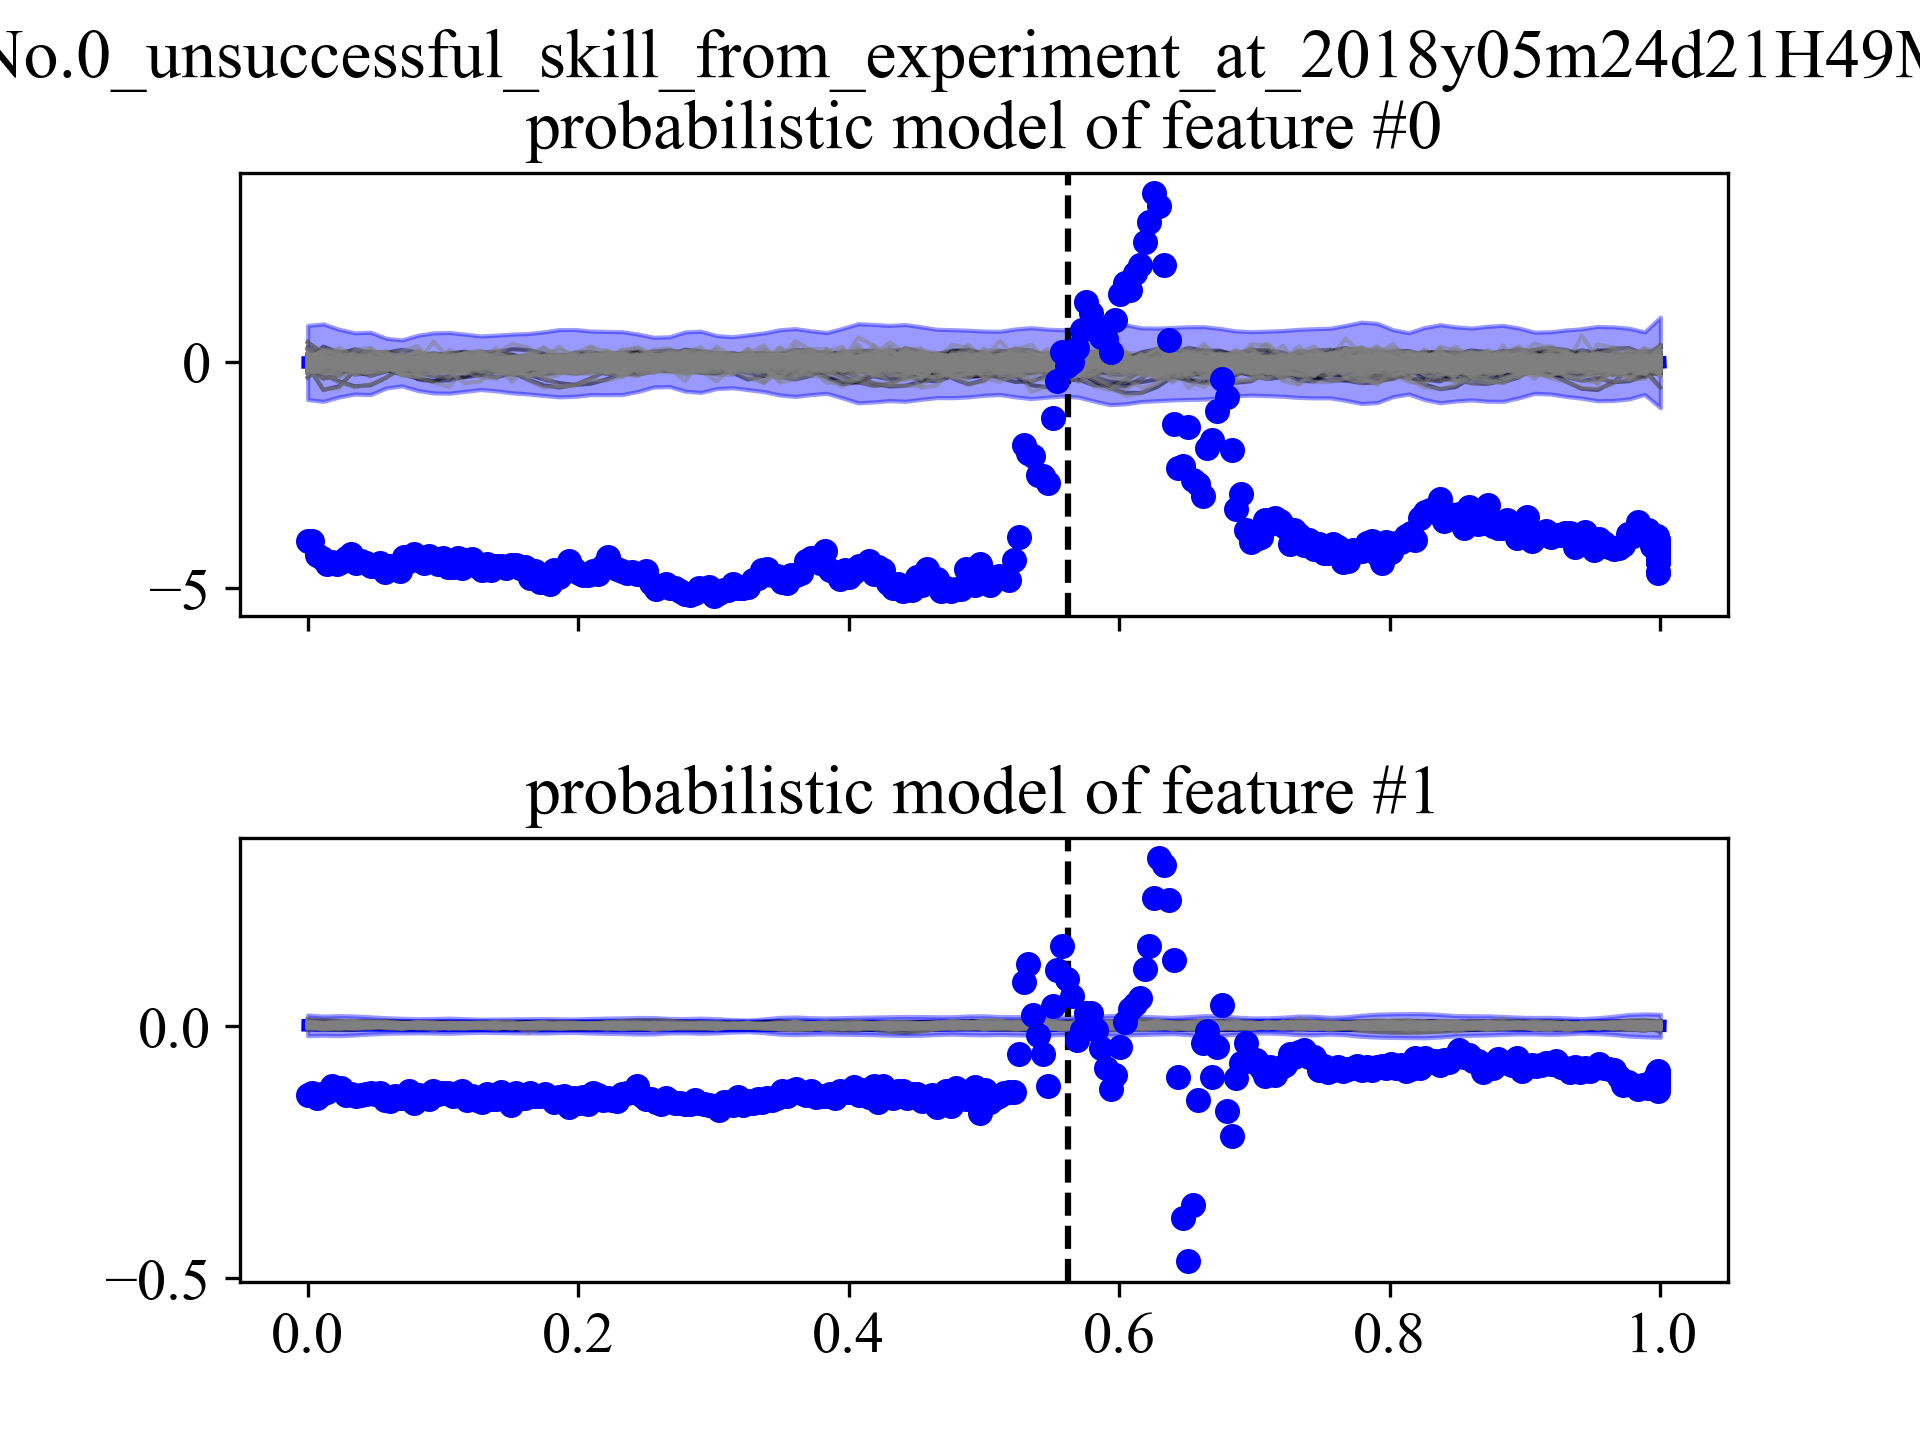 No.0_unsuccessful_skill_from_experiment_at_2018y05m24d21H49M
probabilistic model of feature #0
0
−5
probabilistic model of feature #1
0.0
−0.5
0.0 0.2 0.4 0.6 0.8 1.0